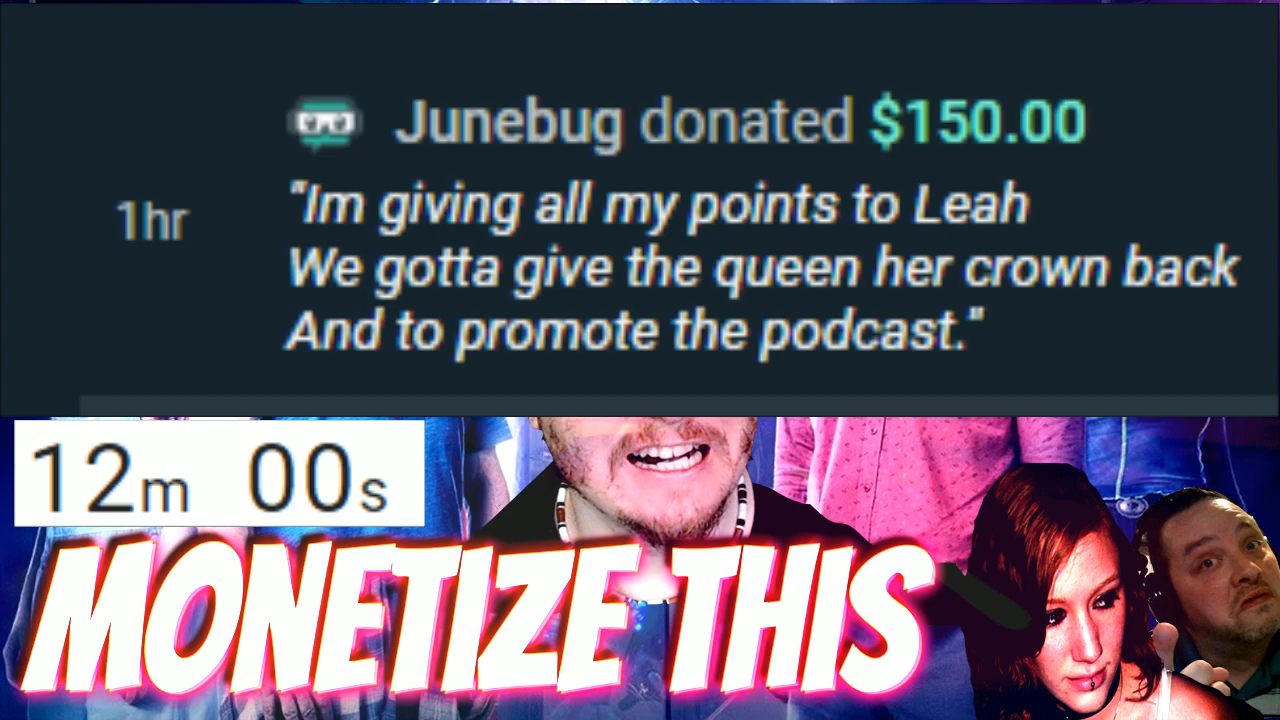 Junebug donated $150.00
1hr
"Im giving all my points to Leah
We gotta give the queen her crown back
And to promote the podcast."
12m 00s
MONETIZE THIS